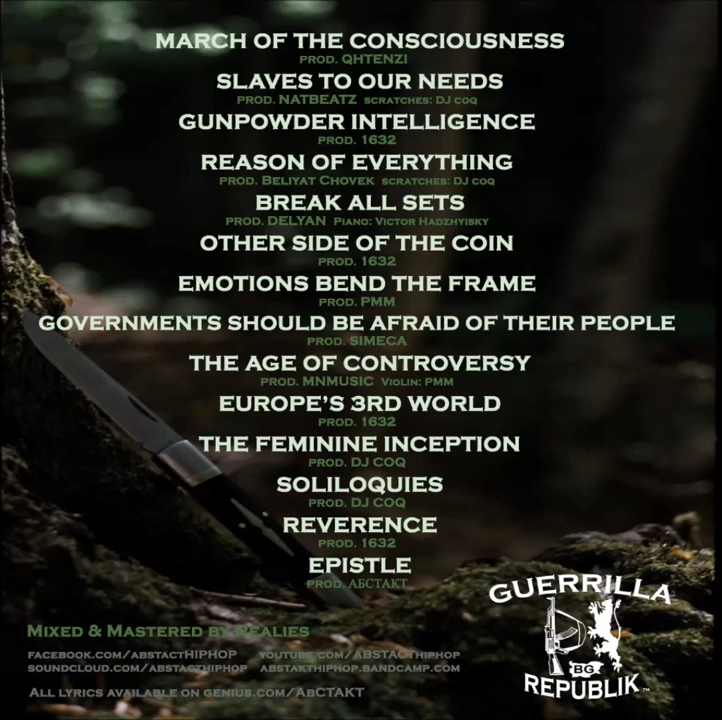 MARCH OF THE CONSCIOUSNESS
PROD. QHTENZI
SLAVES TO OUR NEEDS
PROD. NATBEATZ SCRATCHES: DJ COQ
GUNPOWDER INTELLIGENCE
PROD. 1632
REASON OF EVERYTHING
PROD. BELIYAT CHOVEK SCRATCHES: DJ COQ
BREAK ALL SETS
PROD. DELYAN PIANO: VICTOR HADZHYISKY
OTHER SIDE OF THE COIN
PROD. 1632
EMOTIONS BEND THE FRAME
PROD. PMM
GOVERNMENTS SHOULD BE AFRAID OF THEIR PEOPLE
PROD. SIMECA
THE AGE OF CONTROVERSY
PROD. MNMUSIC VIOLIN: PMM
EUROPE'S 3RD WORLD
PROD. 1632
THE FEMININE INCEPTION
PROD. DJ COQ
SOLILOQUIES
PROD. DJ COQ
REVERENCE
PROD. 1632
EPISTLE
PROD. АБСТАКТ
MIXED & MASTERED BY REALIES
FACEBOOK.COM/ABSTACTHIPHOP YOUTUBE.COM/ABSTACTHIPHOP
SOUNDCLOUD.COM/ABSTACTHIPHOP ABSTAKTHIPHOP.BANDCAMP.COM
ALL LYRICS AVAILABLE ON GENIUS.COM/ABCTAKT
GUERRILLA
BG
REPUBLIK ™